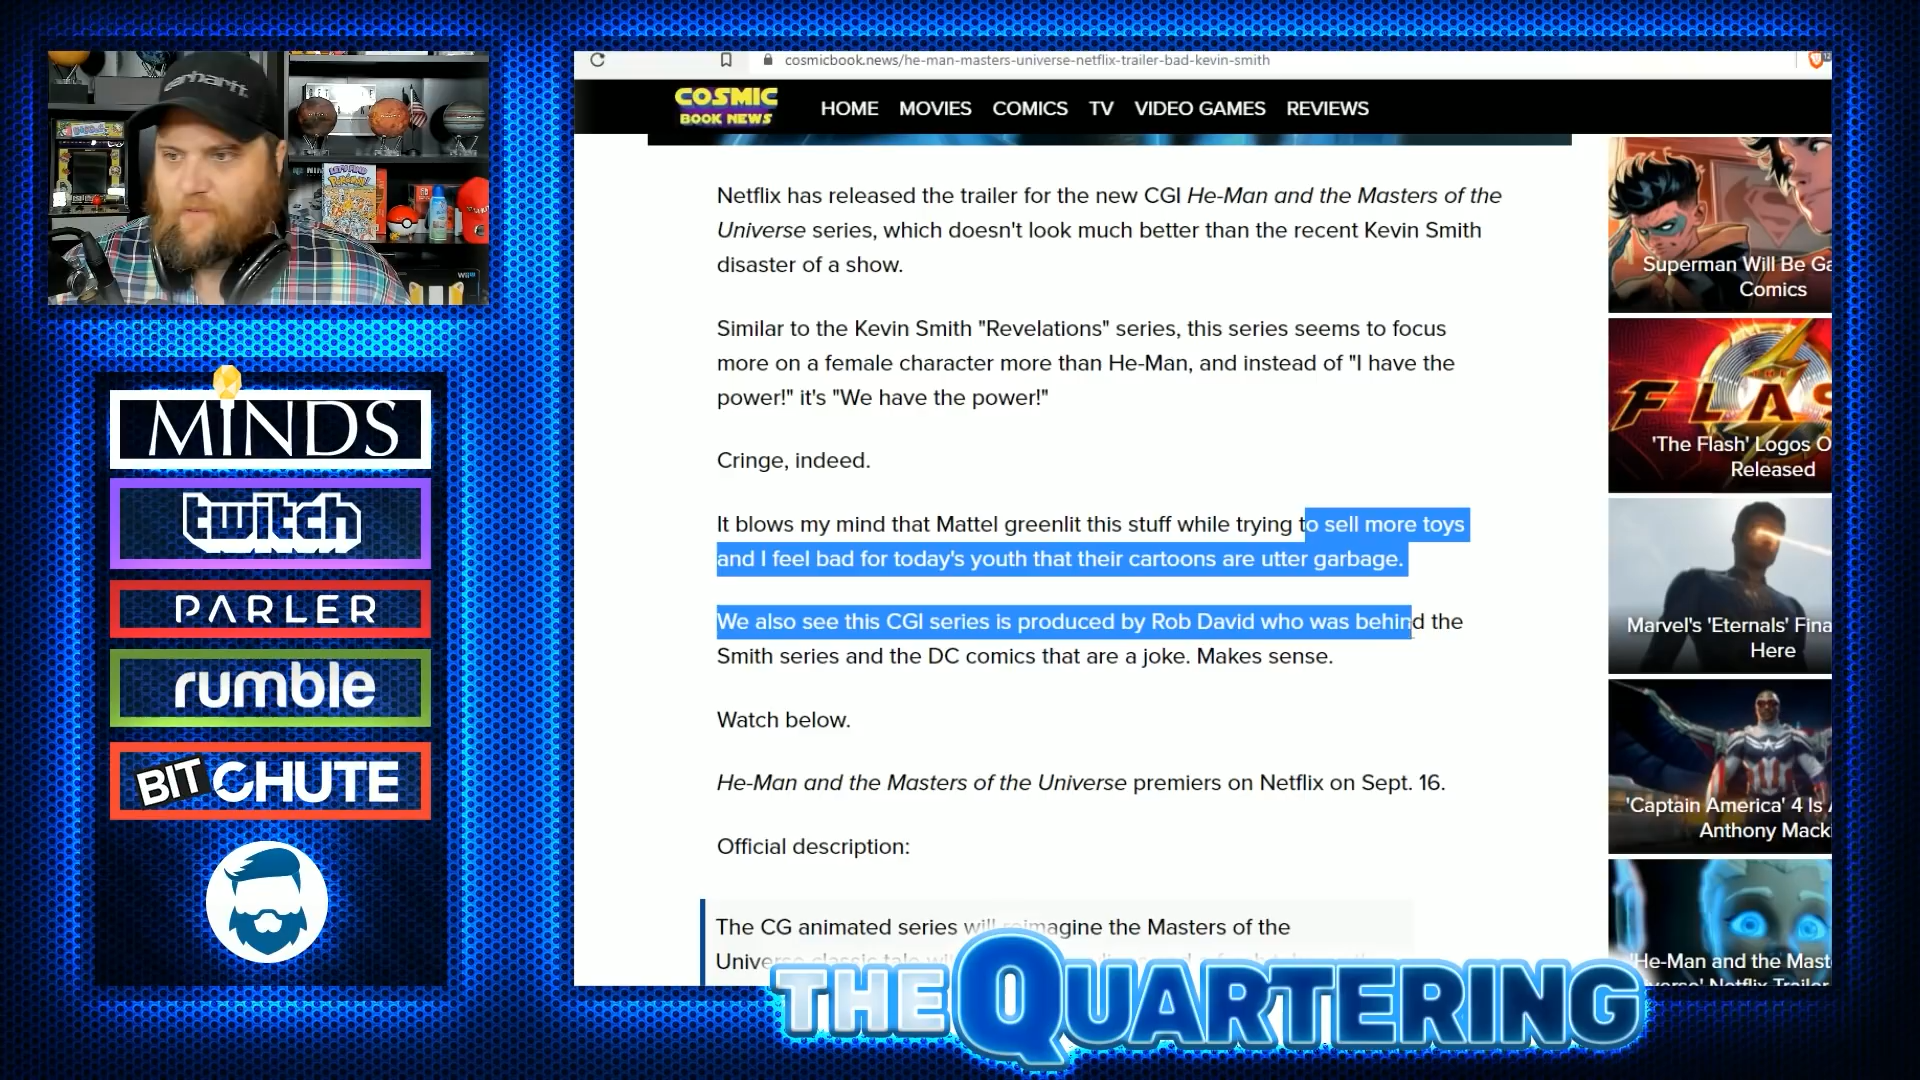 carhartt
cosmicbook.news/he-man-masters-universe-netflix-trailer-bad-kevin-smith
COSMIC
BOOK NEWS
HOME MOVIES COMICS TV VIDEO GAMES REVIEWS
Netflix has released the trailer for the new CGI He-Man and the Masters of the
Universe series, which doesn't look much better than the recent Kevin Smith
disaster of a show.
Similar to the Kevin Smith "Revelations" series, this series seems to focus
more on a female character more than He-Man, and instead of "I have the
power!" it's "We have the power!"
Cringe, indeed.
It blows my mind that Mattel greenlit this stuff while trying to sell more toys
and I feel bad for today's youth that their cartoons are utter garbage.
We also see this CGI series is produced by Rob David who was behind the
Smith series and the DC comics that are a joke. Makes sense.
Watch below.
He-Man and the Masters of the Universe premiers on Netflix on Sept. 16.
Official description:
The CG animated series will reimagine the Masters of the
Superman Will Be Ga
Comics
FLAS
'The Flash' Logos O
Released
Marvel's 'Eternals' Fina
Here
'Captain America' 4 Is
Anthony Mack
'He-Man and the Mast
Netflix Trailer
MINDS
twitch
PARLER
rumble
BITCHUTE
THE QUARTERING